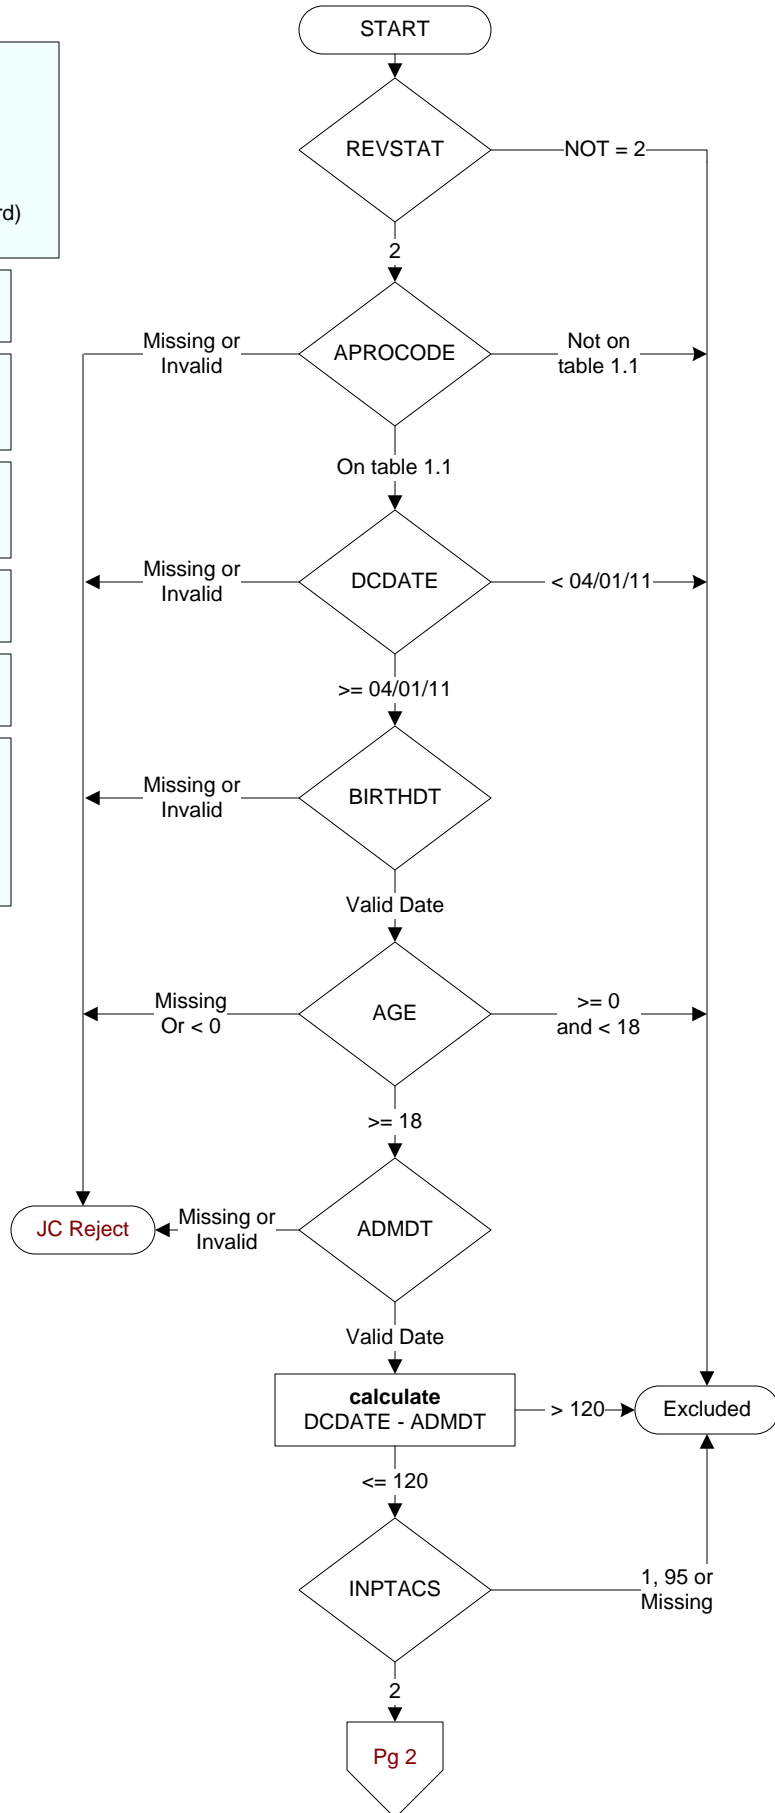 START
REVSTAT
NOT = 2
rd)
2
Missing or
Invalid
APROCODE
Not on
table 1.1
On table 1.1
Missing or
Invalid
DCDATE
< 04/01/11
>= 04/01/11
Missing or
Invalid
BIRTHDT
Valid Date
Missing
Or < 0
AGE
>= 0
and < 18
>= 18
JC Reject
Missing or
Invalid
ADMDT
Valid Date
calculate
DCDATE - ADMDT
> 120
Excluded
<= 120
INPTACS
1, 95 or
Missing
2
Pg 2